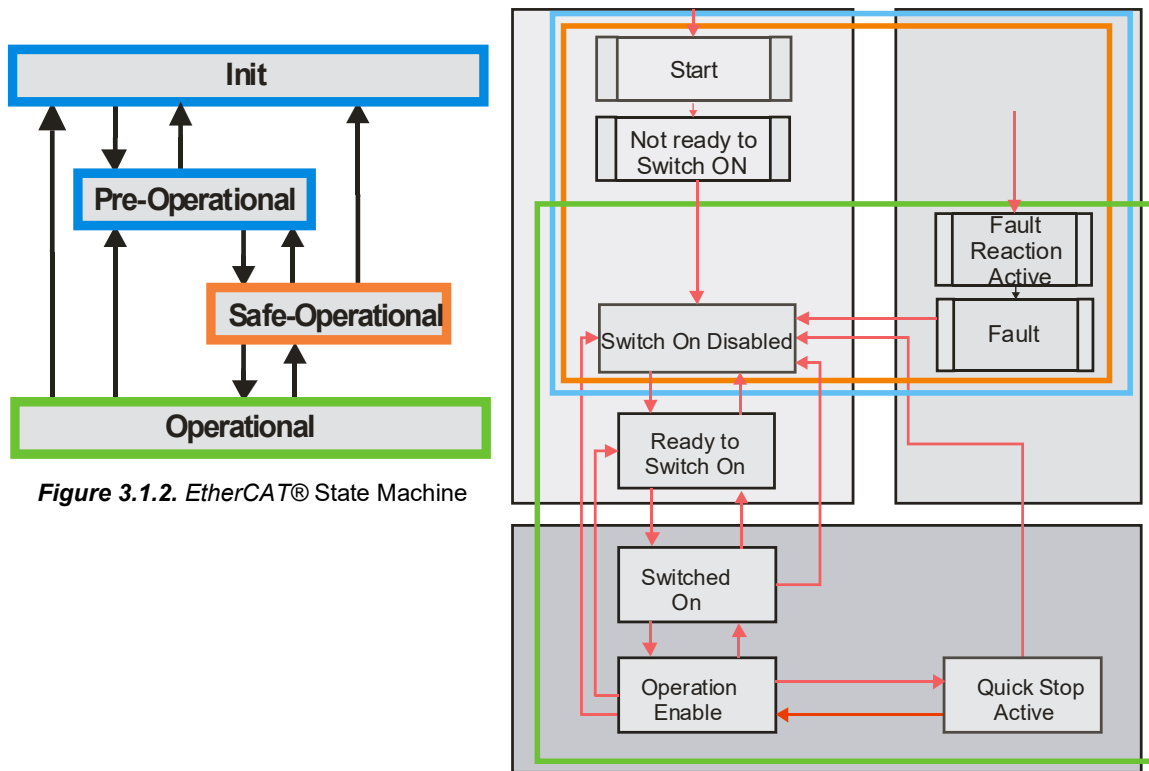 Init
Pre-Operational
Safe-Operational
Operational
Figure 3.1.2. EtherCAT® State Machine
Start
Not ready to
Switch ON
Fault
Reaction
Active
Fault
Switch On Disabled
Ready to
Switch On
Switched
On
Operation
Enable
Quick Stop
Active